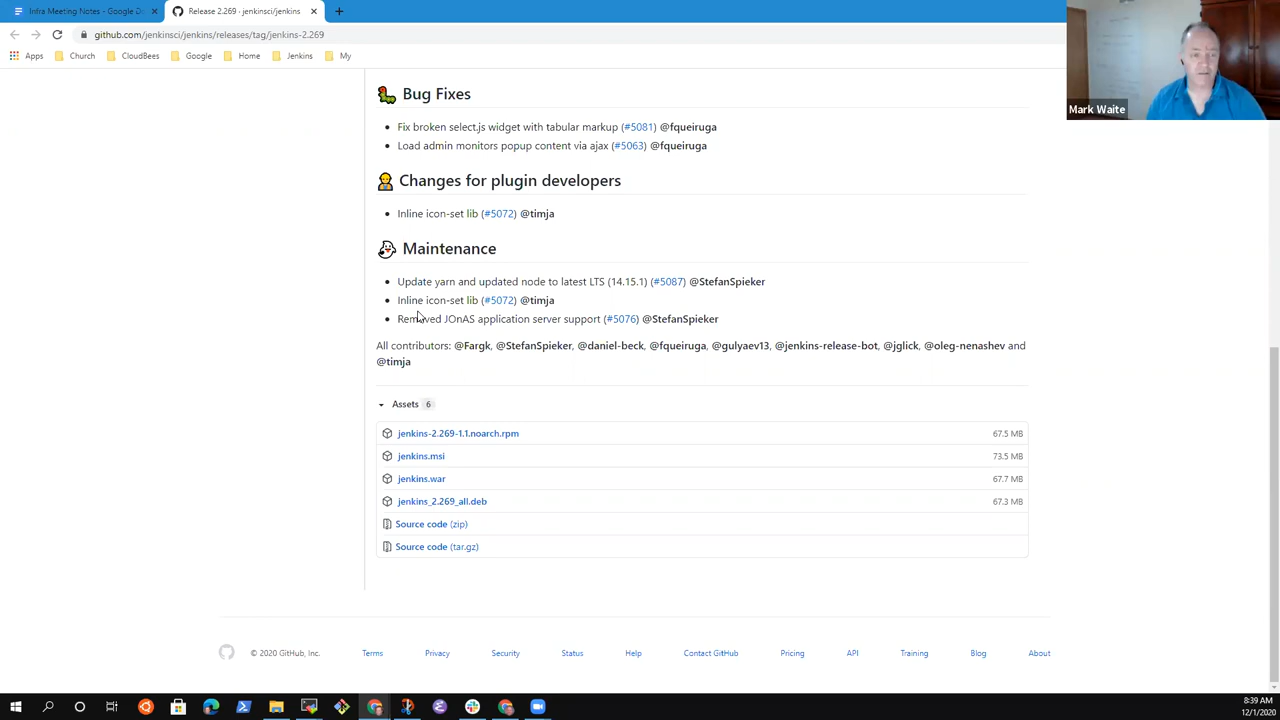 Infra Meeting Notes - Google Do
Release 2.269 · jenkinsci/jenkins
github.com/jenkinsci/jenkins/releases/tag/jenkins-2.269
Apps
Church
CloudBees
Google
Home
Jenkins
My
Mark Waite
Bug Fixes
Fix broken select.js widget with tabular markup (#5081) @fqueiruga
Load admin monitors popup content via ajax (#5063) @fqueiruga
Changes for plugin developers
Inline icon-set lib (#5072) @timja
Maintenance
Update yarn and updated node to latest LTS (14.15.1) (#5087) @StefanSpieker
Inline icon-set lib (#5072) @timja
Removed JOnAS application server support (#5076) @StefanSpieker
All contributors: @Fargk, @StefanSpieker, @daniel-beck, @fqueiruga, @gulyaev13, @jenkins-release-bot, @jglick, @oleg-nenashev and
@timja
Assets 6
jenkins-2.269-1.1.noarch.rpm 67.5 MB
jenkins.msi 73.5 MB
jenkins.war 67.7 MB
jenkins_2.269_all.deb 67.3 MB
Source code (zip)
Source code (tar.gz)
© 2020 GitHub, Inc.
Terms
Privacy
Security
Status
Help
Contact GitHub
Pricing
API
Training
Blog
About
8:39 AM
12/1/2020